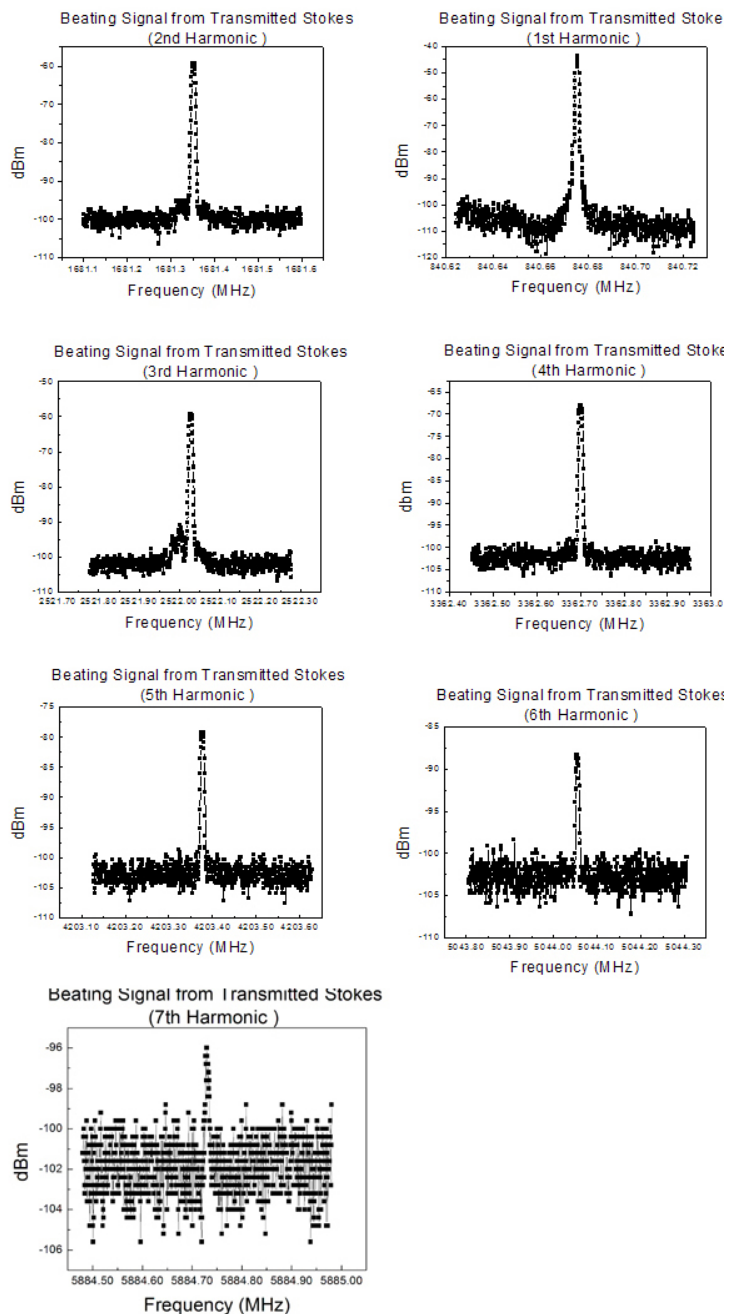 Beating Signal from Transmitted Stokes
(2nd Harmonic )
-60
-70
-80
-90
-100
-110
dBm
1681.1 1681.2 1681.3 1681.4 1681.5 1681.6
Frequency (MHz)
Beating Signal from Transmitted Stoke
(1st Harmonic )
-40
-50
-60
-70
-80
-90
-100
-110
-120
dBm
840.62 840.64 840.66 840.68 840.70 840.72
Frequency (MHz)
Beating Signal from Transmitted Stokes
(3rd Harmonic )
-50
-60
-70
-80
-90
-100
-110
dBm
2521.70 2521.80 2521.90 2522.00 2522.10 2522.20 2522.30
Frequency (MHz)
Beating Signal from Transmitted Stoke
(4th Harmonic )
-65
-70
-75
-80
-85
-90
-95
-100
-105
-110
dbm
3362.40 3362.50 3362.60 3362.70 3362.80 3362.90 3363.0
Frequency (MHz)
Beating Signal from Transmitted Stokes
(5th Harmonic )
-75
-80
-85
-90
-95
-100
-105
-110
dBm
4203.10 4203.20 4203.30 4203.40 4203.50 4203.60
Frequency (MHz)
Beating Signal from Transmitted Stokes
(6th Harmonic )
-85
-90
-95
-100
-105
-110
dBm
5043.80 5043.90 5044.00 5044.10 5044.20 5044.30
Frequency (MHz)
Beating Signal from Transmitted Stokes
(7th Harmonic )
-96
-98
-100
-102
-104
-106
dBm
5884.50 5884.60 5884.70 5884.80 5884.90 5885.00
Frequency (MHz)